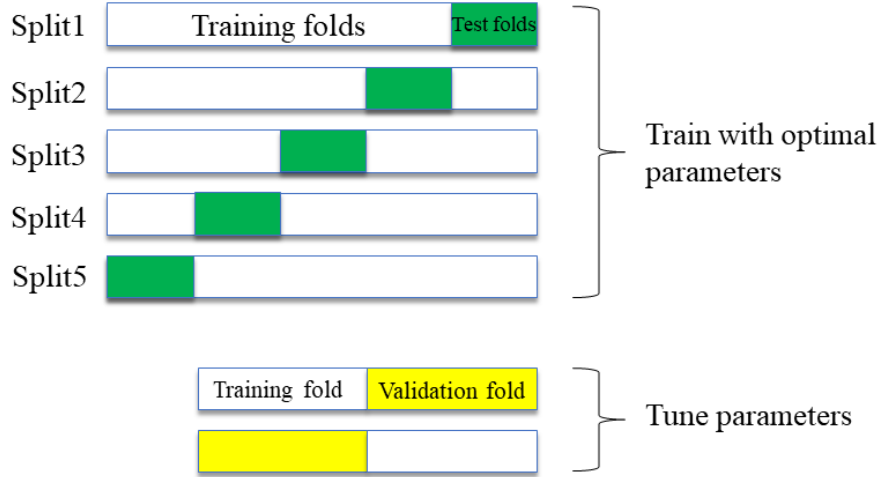 Split1
Training folds
Test folds
Split2
Split3
Train with optimal
parameters
Split4
Split5
Training fold
Validation fold
Tune parameters